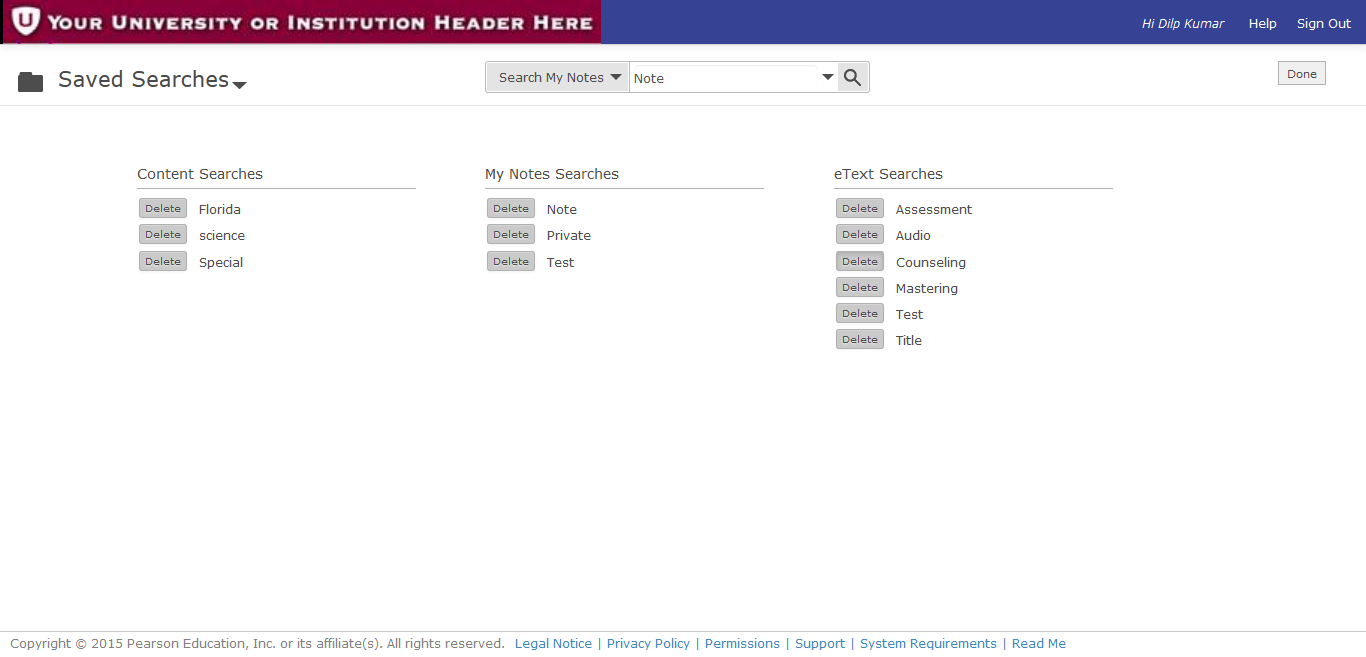 U YOUR UNIVERSITY OR INSTITUTION HEADER HERE
Hi Dilp Kumar Help Sign Out
Saved Searches
Search My Notes Note
Done
Content Searches
Delete Florida
Delete science
Delete Special
My Notes Searches
Delete Note
Delete Private
Delete Test
eText Searches
Delete Assessment
Delete Audio
Delete Counseling
Delete Mastering
Delete Test
Delete Title
Copyright © 2015 Pearson Education, Inc. or its affiliate(s). All rights reserved. Legal Notice | Privacy Policy | Permissions | Support | System Requirements | Read Me